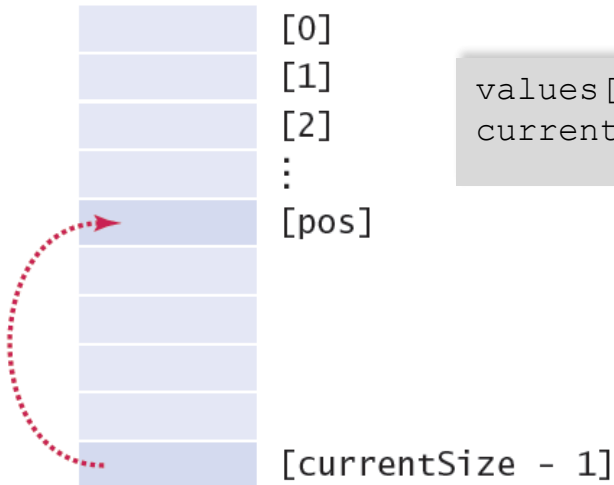 [0]
[1]
[2]
⋮
[pos]
[currentSize - 1]
values[
current